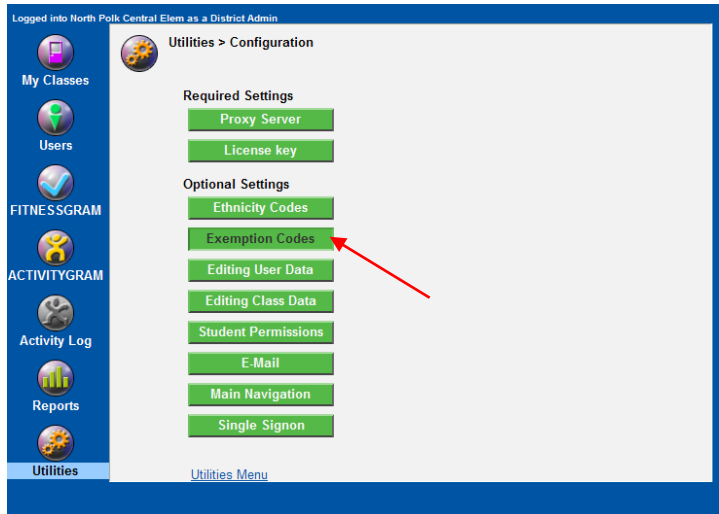 Logged into North Polk Central Elem as a District Admin
Utilities > Configuration
My Classes
Users
FITNESSGRAM
ACTIVITYGRAM
Activity Log
Reports
Utilities
Required Settings
Proxy Server
License key
Optional Settings
Ethnicity Codes
Exemption Codes
Editing User Data
Editing Class Data
Student Permissions
E-Mail
Main Navigation
Single Signon
Utilities Menu